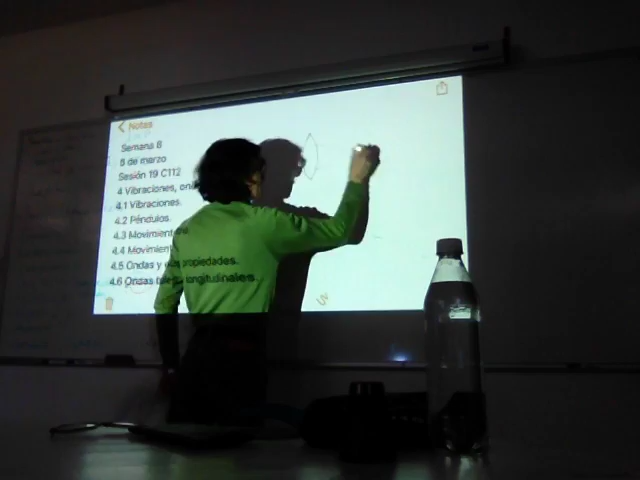 Notas
Semana 8
8 de marzo
Sesión 19 C112
4 Vibraciones,
4.1 Vibraciones.
4.2 Péndulos.
4.3 Movimiento
4.4 Movimient
4.5 Ondas y propiedades.
4.6 Ondas longitudinales